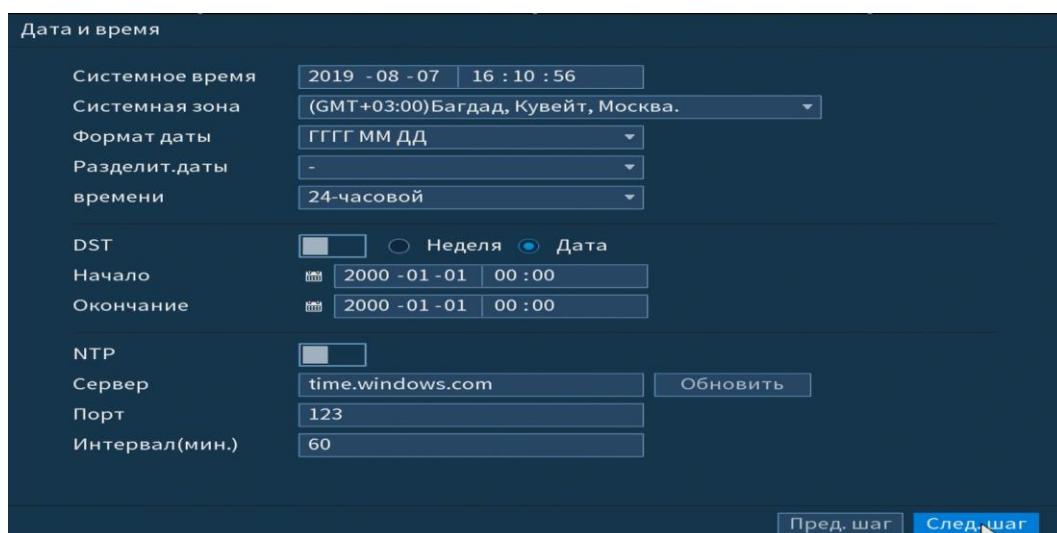 Дата и время
Системное время 2019 - 08 - 07 16 : 10 : 56
Системная зона (GMT+03:00)Багдад, Кувейт, Москва.
Формат даты ГГГГ ММ ДД
Разделит.даты -
времени 24-часовой
DST Неделя Дата
Начало 2000 - 01 - 01 00 : 00
Окончание 2000 - 01 - 01 00 : 00
NTP
Сервер time.windows.com Обновить
Порт 123
Интервал(мин.) 60
Пред. шаг След. шаг